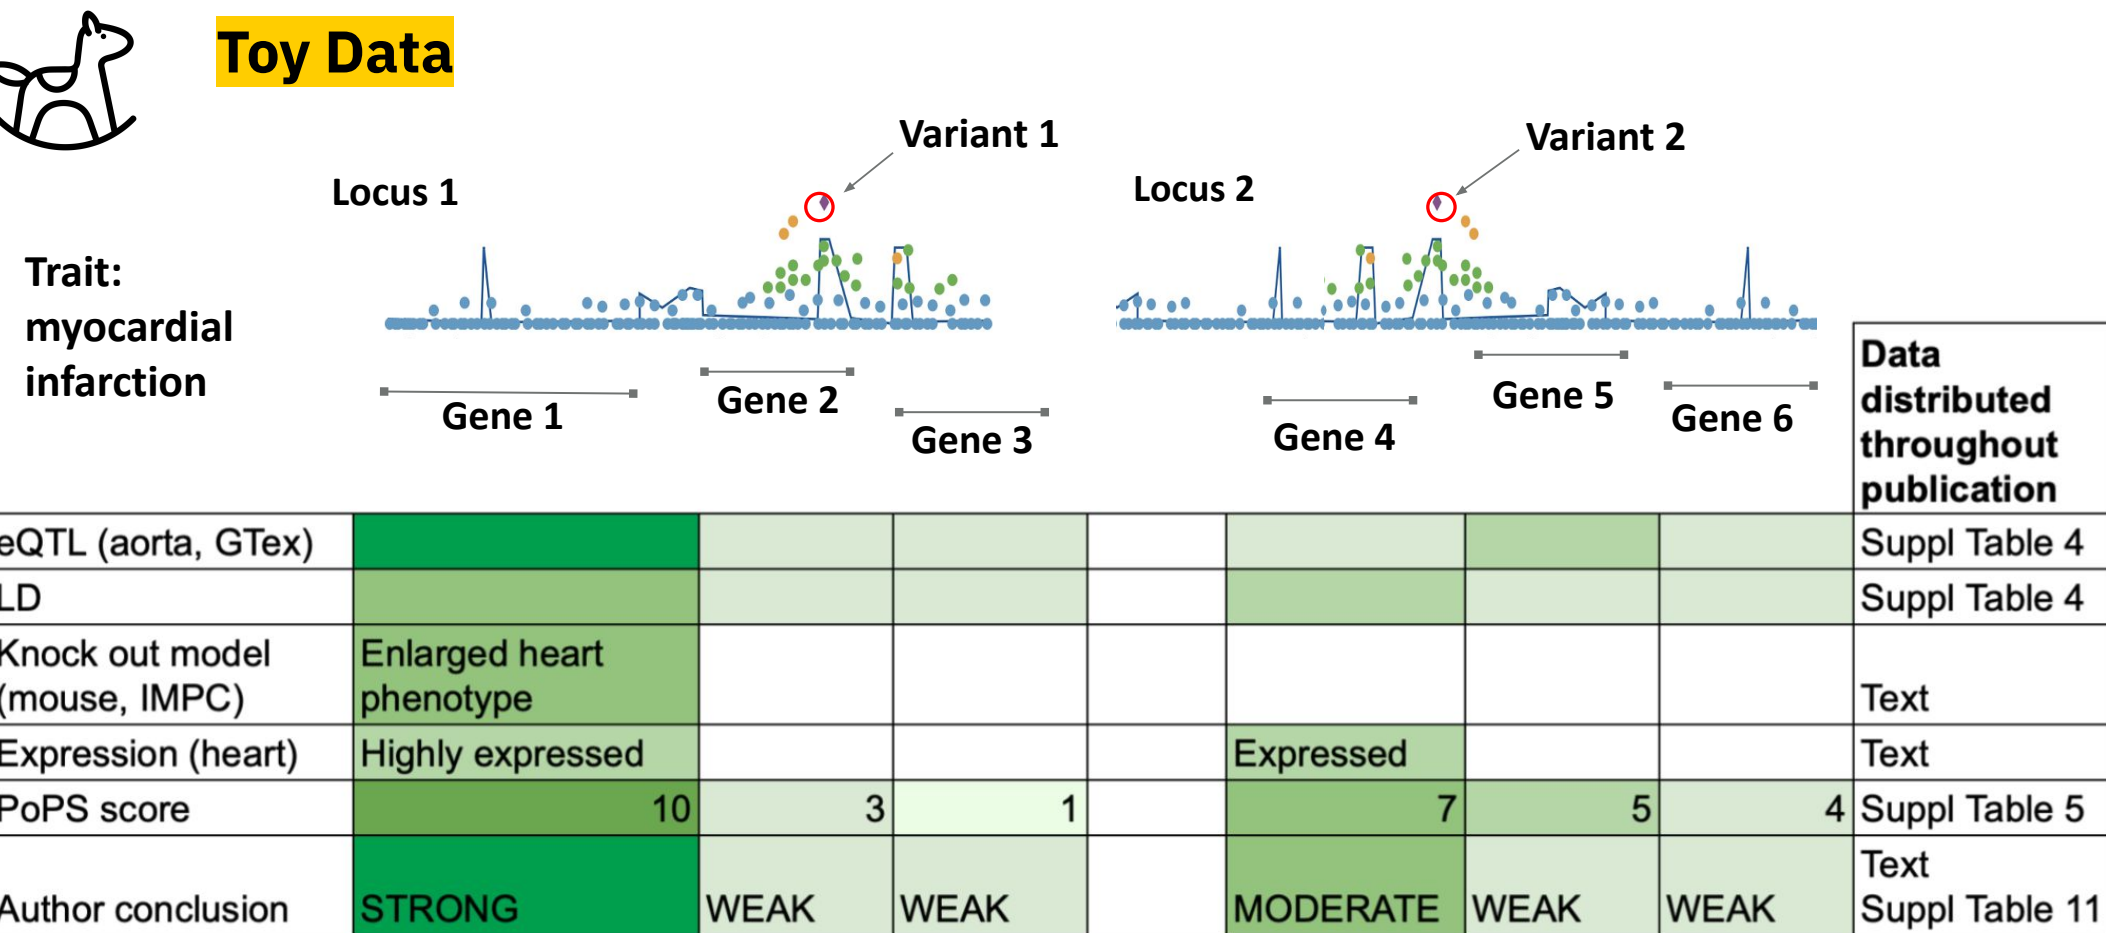 Toy Data
Variant 1
Variant 2
Locus 1
Locus 2
Trait:
myocardial
infarction
Gene 1
Gene 2
Gene 3
Gene 4
Gene 5
Gene 6
Data
distributed
throughout
publication
eQTL (aorta, GTex)
Suppl Table 4
LD
Suppl Table 4
Knock out model
(mouse, IMPC)
Enlarged heart
phenotype
Text
Expression (heart)
Highly expressed
Expressed
Text
PoPS score
10
3
1
7
5
4
Suppl Table 5
Author conclusion
STRONG
WEAK
WEAK
MODERATE
WEAK
WEAK
Text
Suppl Table 11